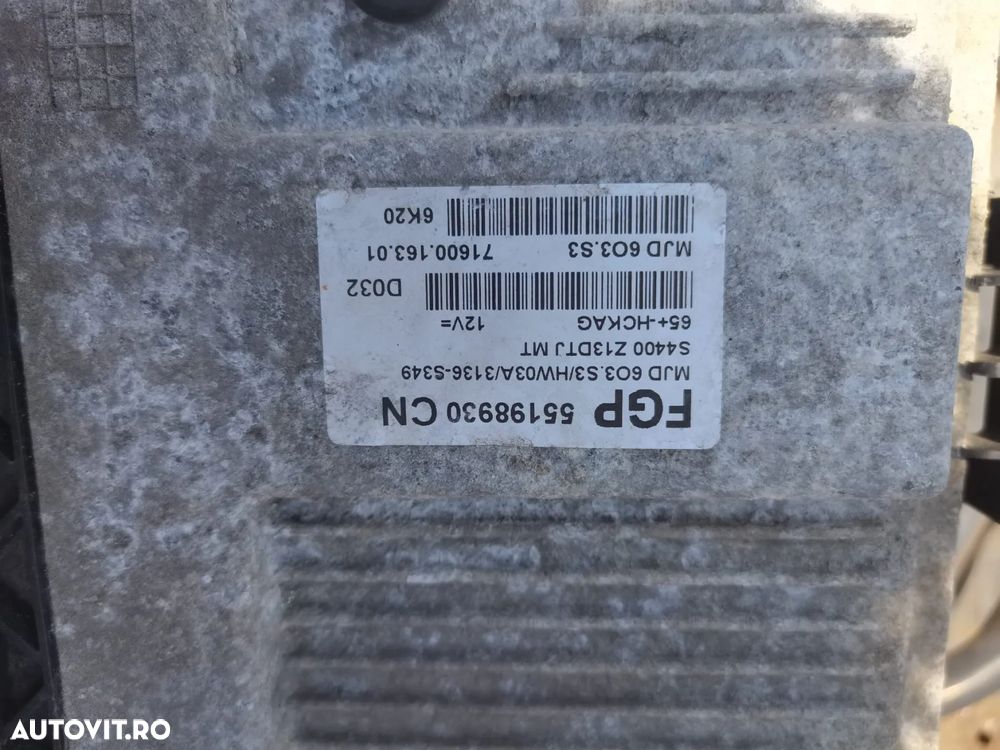 FGP 55198930 CN
MJD 6O3.S3/HW03A/3136-S349
S4400 Z13DTJ MT
65+-HCKAG 12V=
D032
MJD 6O3.S3 71600.163.01
6K20
AUTOVIT.RO